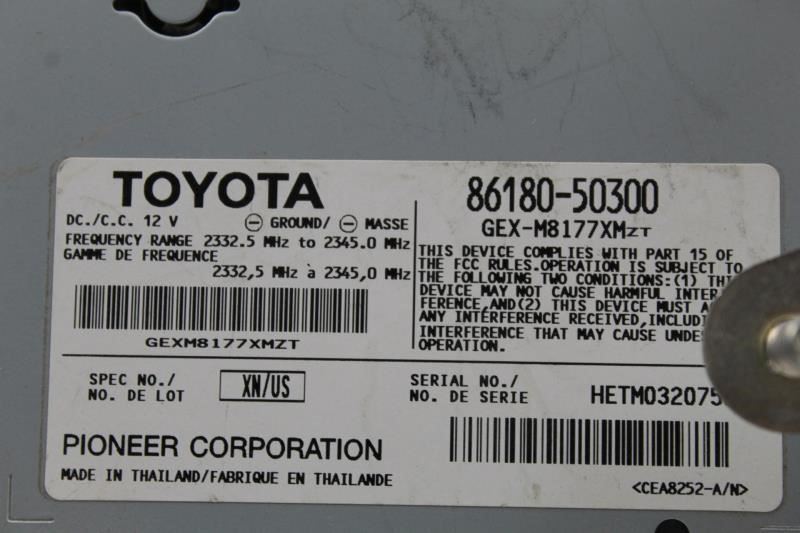 TOYOTA
DC./C.C. 12 V ⊖ GROUND/ ⊖ MASSE
FREQUENCY RANGE 2332.5 MHz to 2345.0 MHz
GAMME DE FREQUENCE
2332,5 MHz à 2345,0 MHz
GEXM8177XMZT
86180-50300
GEX-M8177XMZT
THIS DEVICE COMPLIES WITH PART 15 OF
THE FCC RULES.OPERATION IS SUBJECT TO
THE FOLLOWING TWO CONDITIONS:(1) THIS
DEVICE MAY NOT CAUSE HARMFUL
FERENCE,AND(2) THIS DEVICE MUST
ANY INTERFERENCE RECEIVED,
INTERFERENCE THAT MAY CAUSE
OPERATION.
SPEC NO./
NO. DE LOT
XN/US
SERIAL NO./
NO. DE SERIE
HETM032075
PIONEER CORPORATION
MADE IN THAILAND/FABRIQUE EN THAILANDE
<CEA8252-A/N>